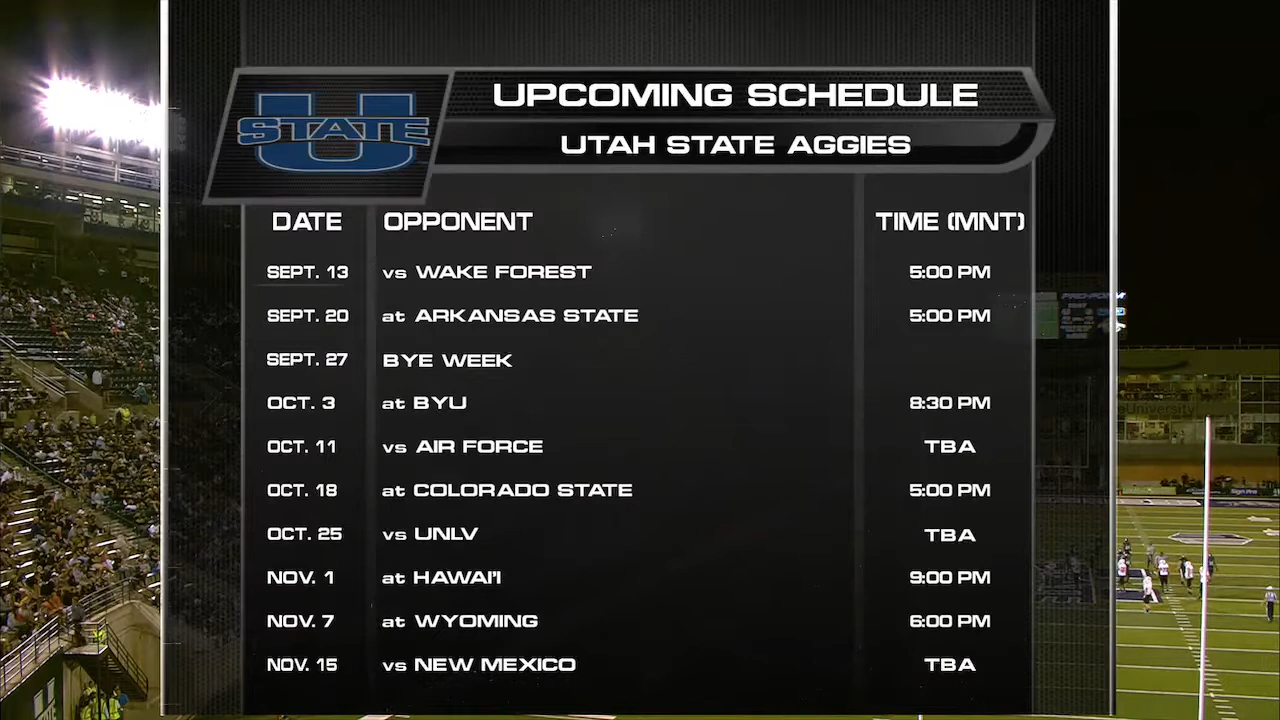 UPCOMING SCHEDULE
U STATE
UTAH STATE AGGIES
DATE OPPONENT TIME (MNT)
SEPT. 13 vs WAKE FOREST 5:00 PM
SEPT. 20 at ARKANSAS STATE 5:00 PM
SEPT. 27 BYE WEEK
OCT. 3 at BYU 8:30 PM
OCT. 11 vs AIR FORCE TBA
OCT. 18 at COLORADO STATE 5:00 PM
OCT. 25 vs UNLV TBA
NOV. 1 at HAWAI'I 9:00 PM
NOV. 7 at WYOMING 6:00 PM
NOV. 15 vs NEW MEXICO TBA